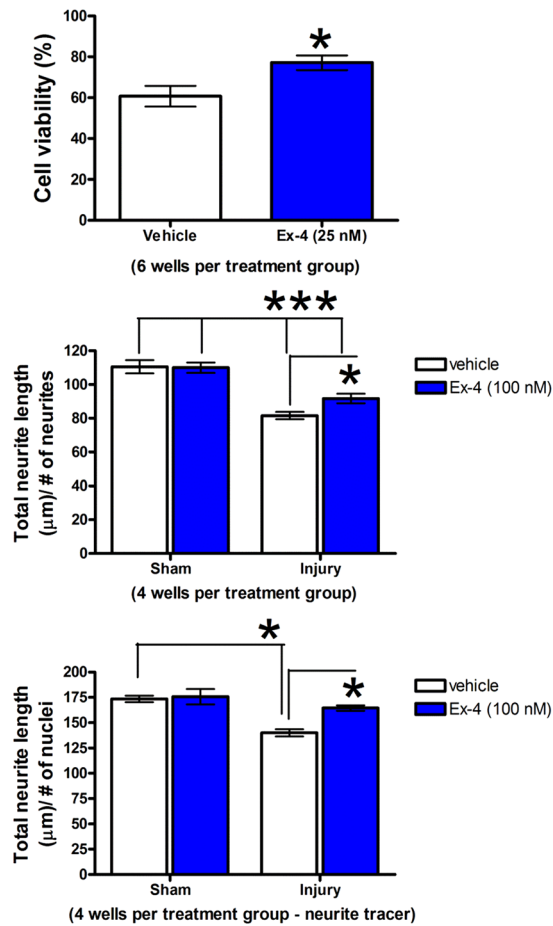 100
80
60
40
20
0
Cell viability (%)
*
Vehicle
Ex-4 (25 nM)
(6 wells per treatment group)
***
120
100
80
60
40
20
0
Total neurite length
(μm)/ # of neurites
*
vehicle
Ex-4 (100 nM)
Sham
Injury
(4 wells per treatment group)
*
200
175
150
125
100
75
50
25
0
Total neurite length
(μm)/ # of nuclei
*
vehicle
Ex-4 (100 nM)
Sham
Injury
(4 wells per treatment group - neurite tracer)